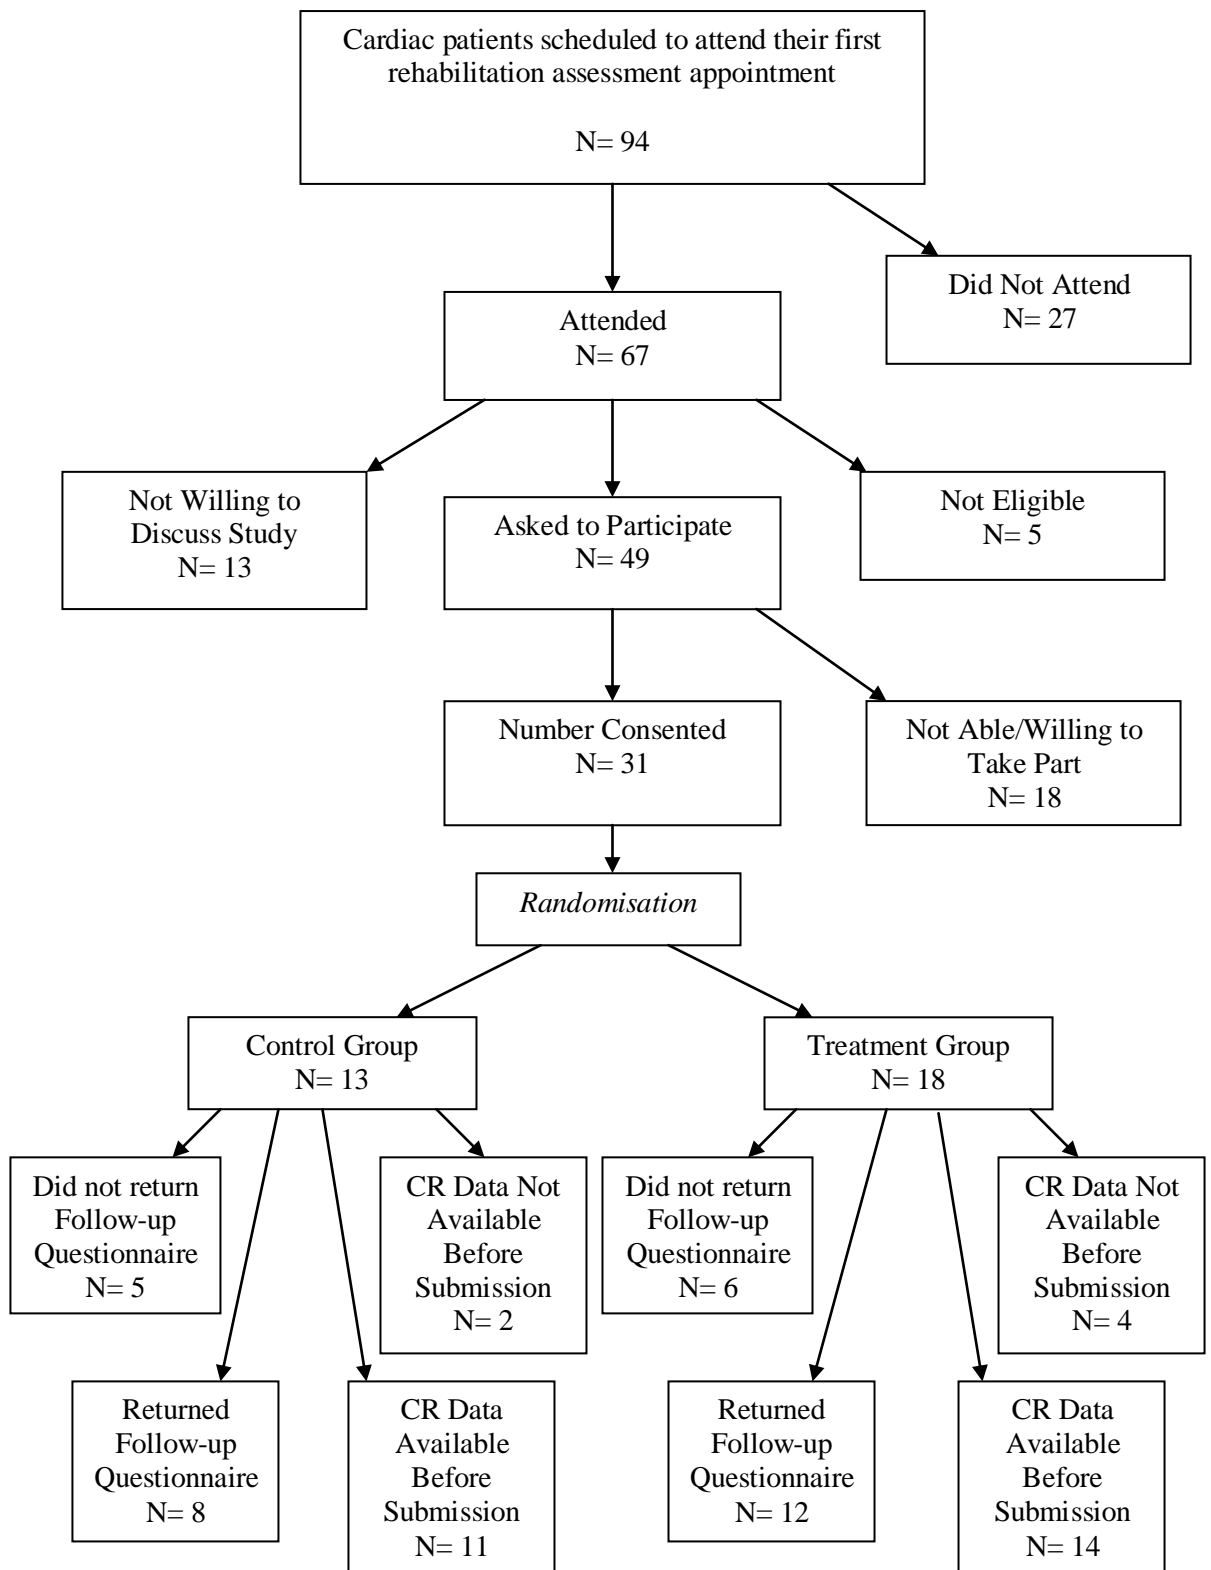 Cardiac patients scheduled to attend their first
rehabilitation assessment appointment
N= 94
Did Not Attend
N= 27
Attended
N= 67
Not Willing to
Discuss Study
N= 13
Asked to Participate
N= 49
Not Eligible
N= 5
Number Consented
N= 31
Not Able/Willing to
Take Part
N= 18
Randomisation
Control Group
N= 13
Treatment Group
N= 18
Did not return
Follow-up
Questionnaire
N= 5
CR Data Not
Available
Before
Submission
N= 2
Did not return
Follow-up
Questionnaire
N= 6
CR Data Not
Available
Before
Submission
N= 4
Returned
Follow-up
Questionnaire
N= 8
CR Data
Available
Before
Submission
N= 11
Returned
Follow-up
Questionnaire
N= 12
CR Data
Available
Before
Submission
N= 14